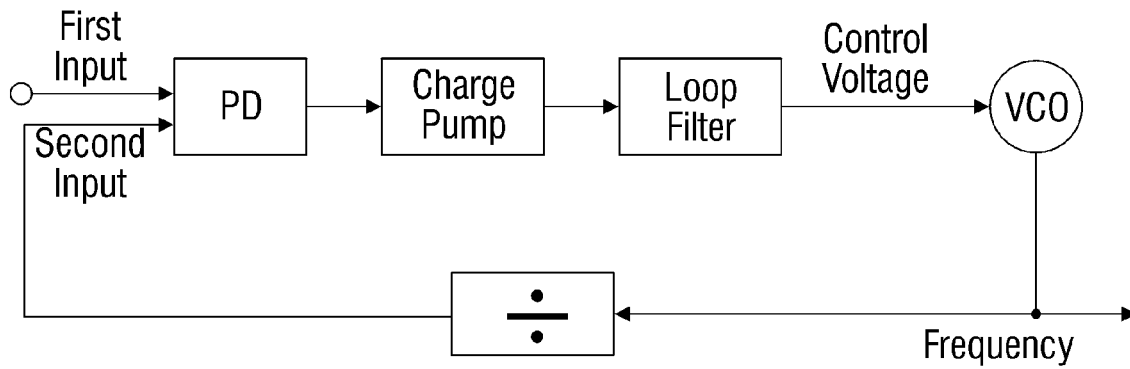 First
Input
PD
Second
Input
Charge
Pump
Loop
Filter
Control
Voltage
VCO
÷
Frequency